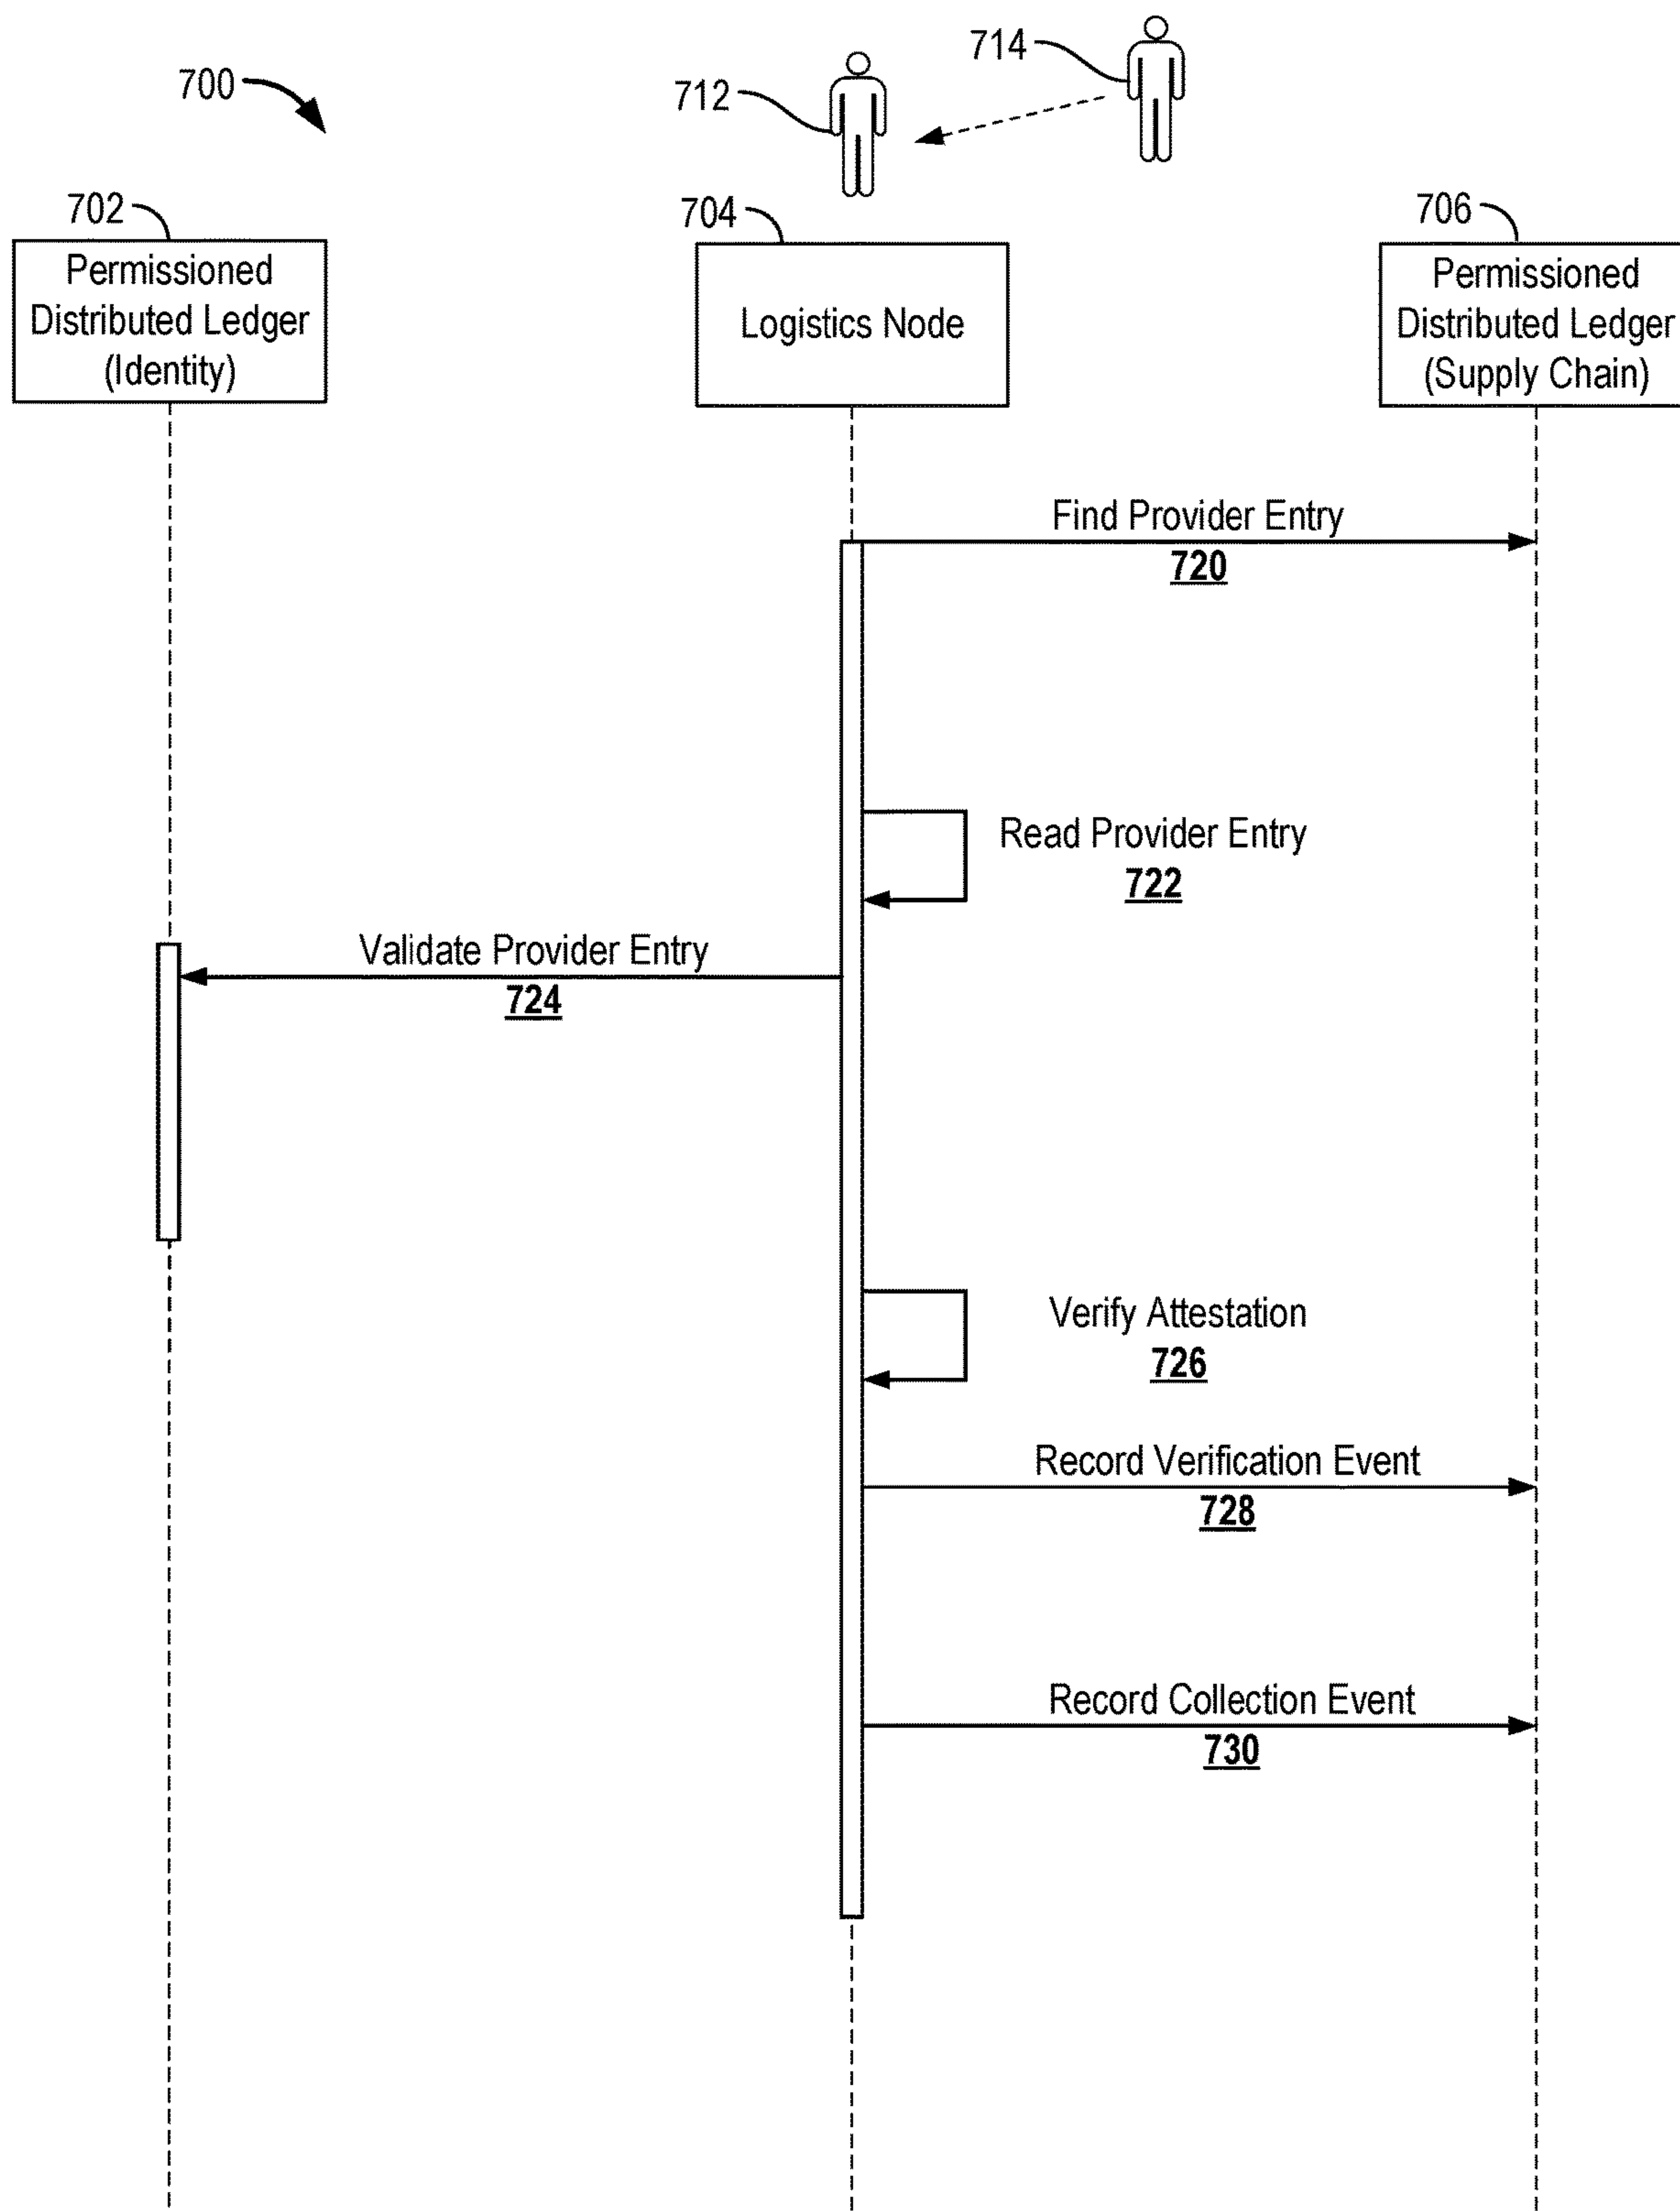 700
712
714
702
704
706
Permissioned
Distributed Ledger
(Identity)
Logistics Node
Permissioned
Distributed Ledger
(Supply Chain)
Find Provider Entry
720
Read Provider Entry
722
Validate Provider Entry
724
Verify Attestation
726
Record Verification Event
728
Record Collection Event
730